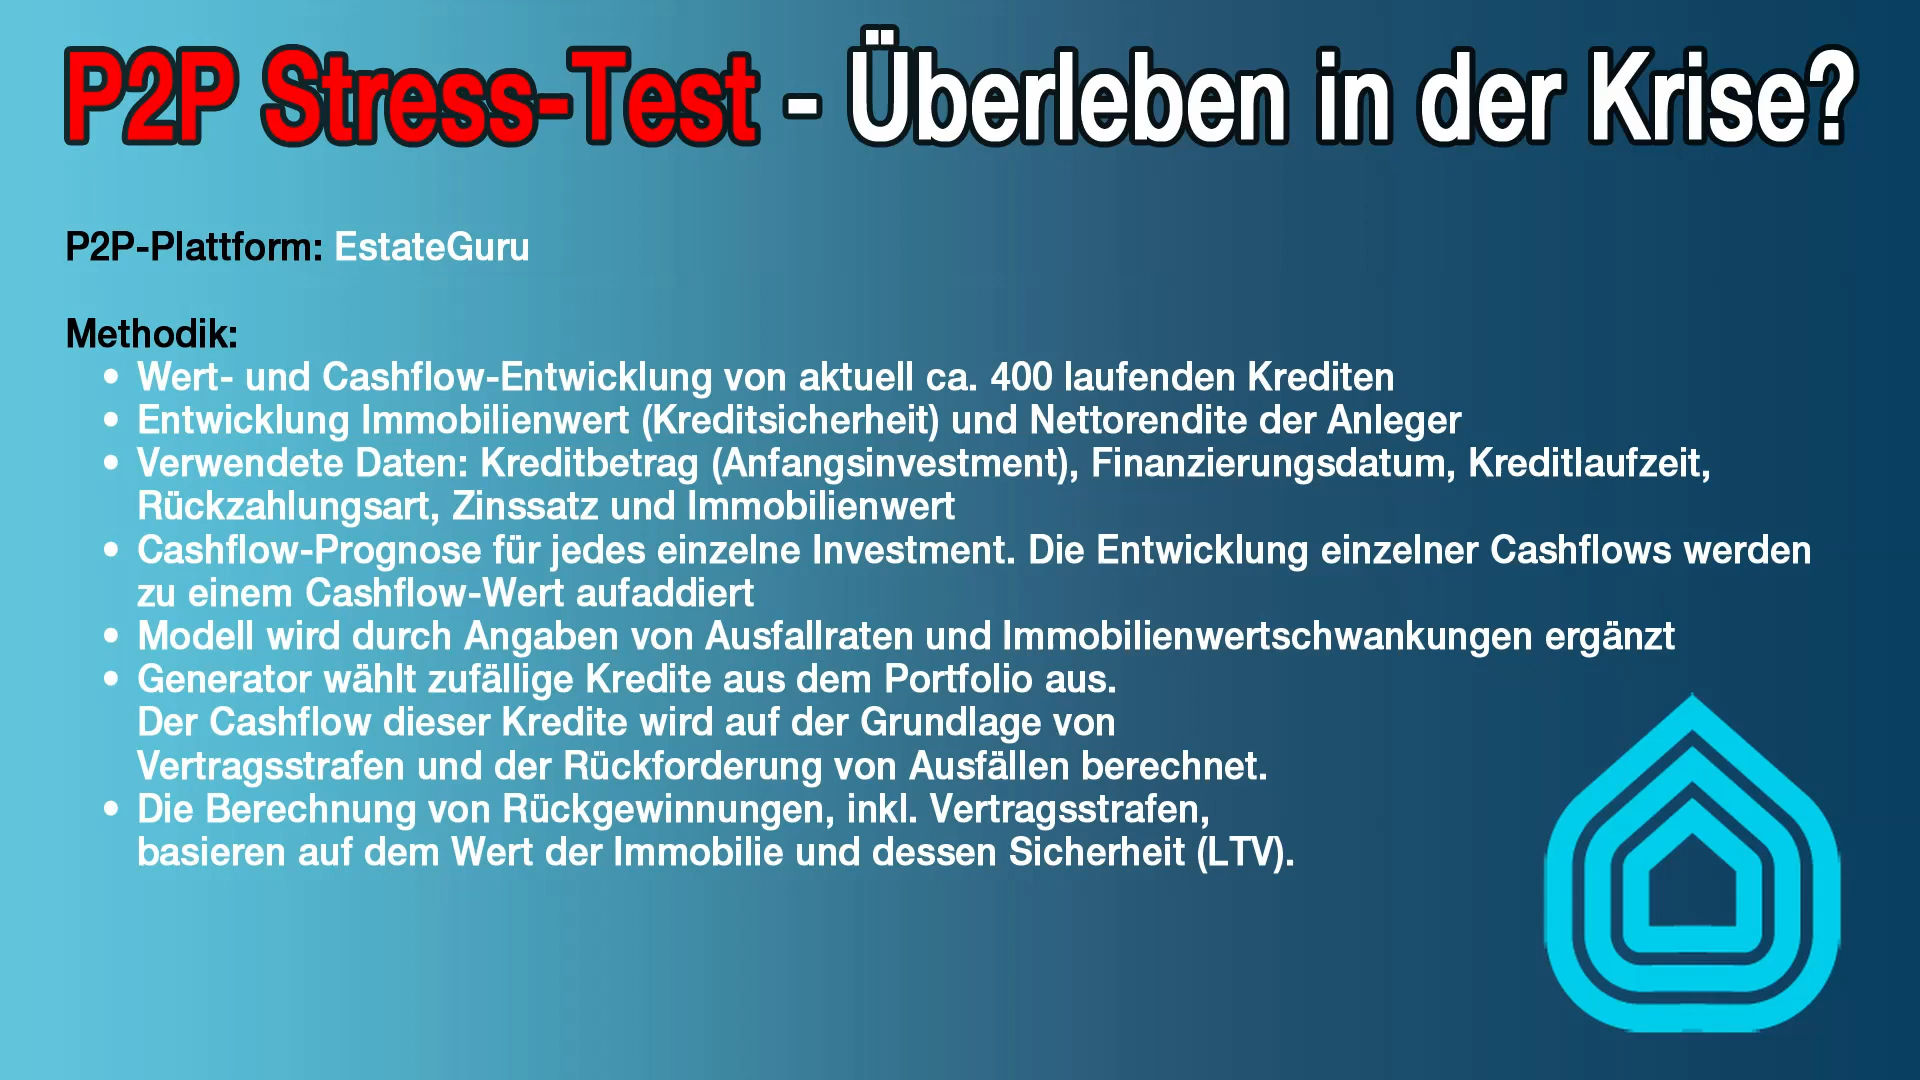 P2P Stress-Test - Überleben in der Krise?
P2P-Plattform: EstateGuru
Methodik:
• Wert- und Cashflow-Entwicklung von aktuell ca. 400 laufenden Krediten
• Entwicklung Immobilienwert (Kreditsicherheit) und Nettorendite der Anleger
• Verwendete Daten: Kreditbetrag (Anfangsinvestment), Finanzierungsdatum, Kreditlaufzeit,
Rückzahlungsart, Zinssatz und Immobilienwert
• Cashflow-Prognose für jedes einzelne Investment. Die Entwicklung einzelner Cashflows werden
zu einem Cashflow-Wert aufaddiert
• Modell wird durch Angaben von Ausfallraten und Immobilienwertschwankungen ergänzt
• Generator wählt zufällige Kredite aus dem Portfolio aus.
Der Cashflow dieser Kredite wird auf der Grundlage von
Vertragsstrafen und der Rückforderung von Ausfällen berechnet.
• Die Berechnung von Rückgewinnungen, inkl. Vertragsstrafen,
basieren auf dem Wert der Immobilie und dessen Sicherheit (LTV).